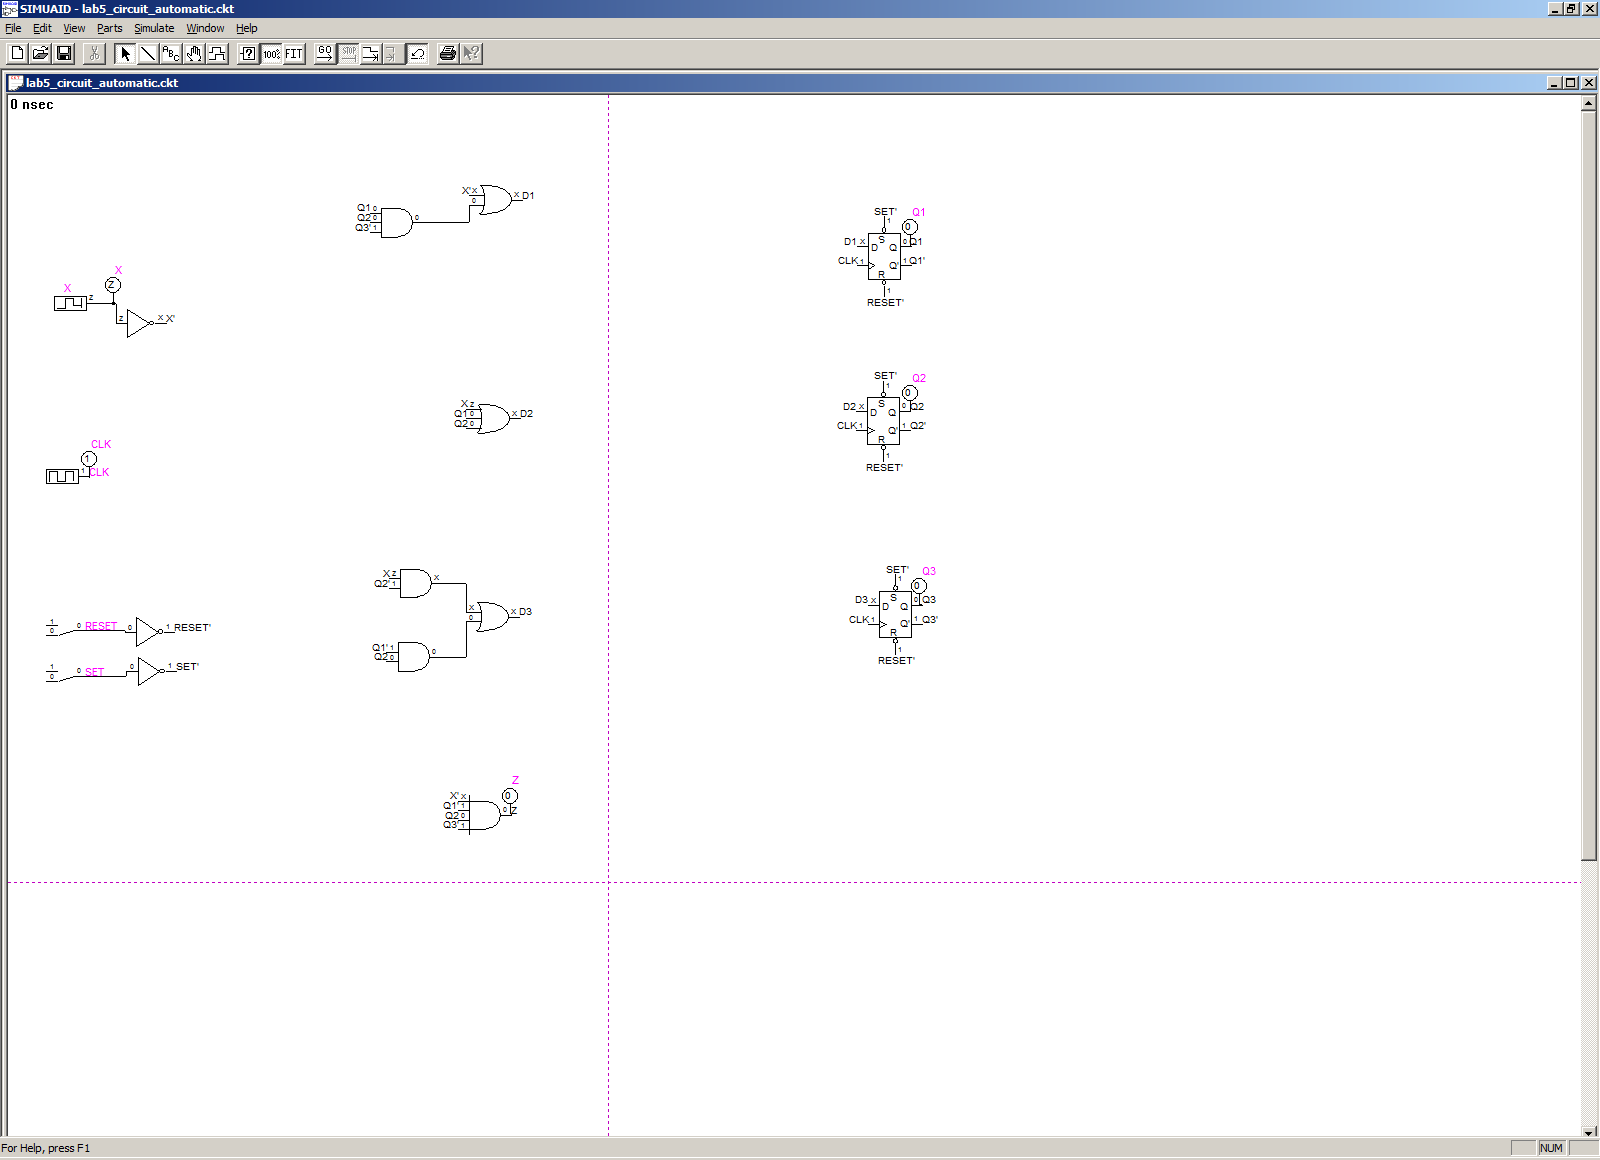 SIMUAID - lab5_circuit_automatic.ckt
File Edit View Parts Simulate Window Help
ABC ? 100% FIT GO STOP ?
lab5_circuit_automatic.ckt
0 nsec
X' X X D1
0
Q1 0
Q2 0 0
Q3' 1
SET' Q1
1 0
S
D1 X D Q 0 Q1
CLK 1 Q' 1 Q1'
R
1
RESET'
X
X Z
Z
Z X X'
SET' Q2
1 0
S
D2 X D Q 0 Q2
CLK 1 Q' 1 Q2'
R
1
RESET'
X Z
Q1 0 X D2
Q2 0
CLK
1
1 CLK
SET' Q3
1 0
S
D3 X D Q 0 Q3
CLK 1 Q' 1 Q3'
R
1
RESET'
X Z X
Q2' 1
X X D3
0
Q1' 1 0
Q2 0
1 0 RESET 0 1 RESET'
0
1 0 SET 0 1 SET'
0
Z
0
X' X
Q1' 1 0 Z
Q2 0
Q3' 1
For Help, press F1 NUM